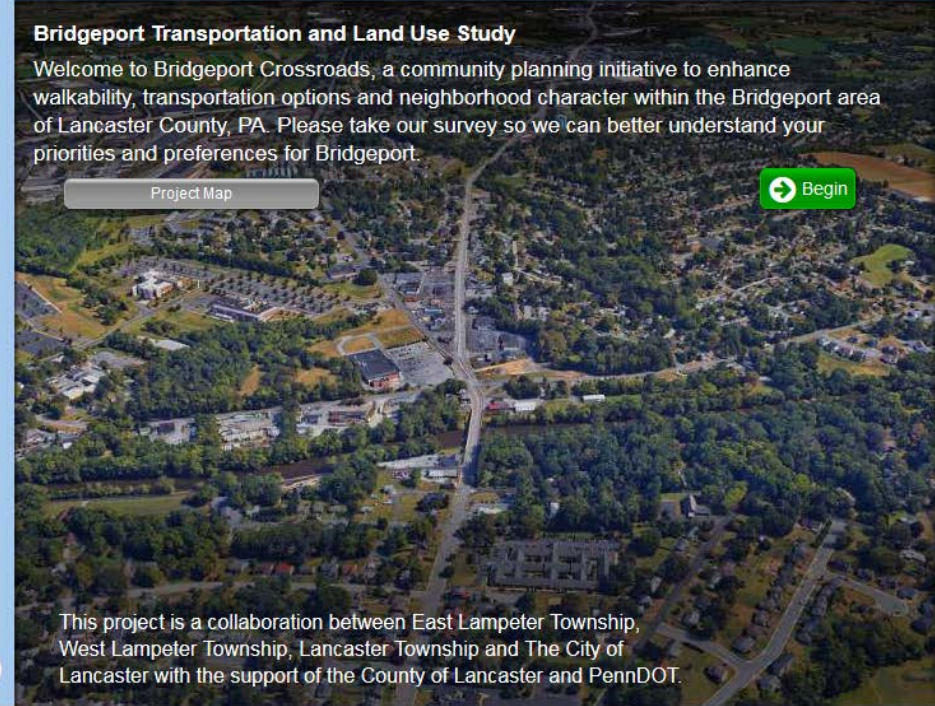 Bridgeport Transportation and Land Use Study
Welcome to Bridgeport Crossroads, a community planning initiative to enhance
walkability, transportation options and neighborhood character within the Bridgeport area
of Lancaster County, PA. Please take our survey so we can better understand your
priorities and preferences for Bridgeport.
Project Map
Begin
This project is a collaboration between East Lampeter Township,
West Lampeter Township, Lancaster Township and The City of
Lancaster with the support of the County of Lancaster and PennDOT.